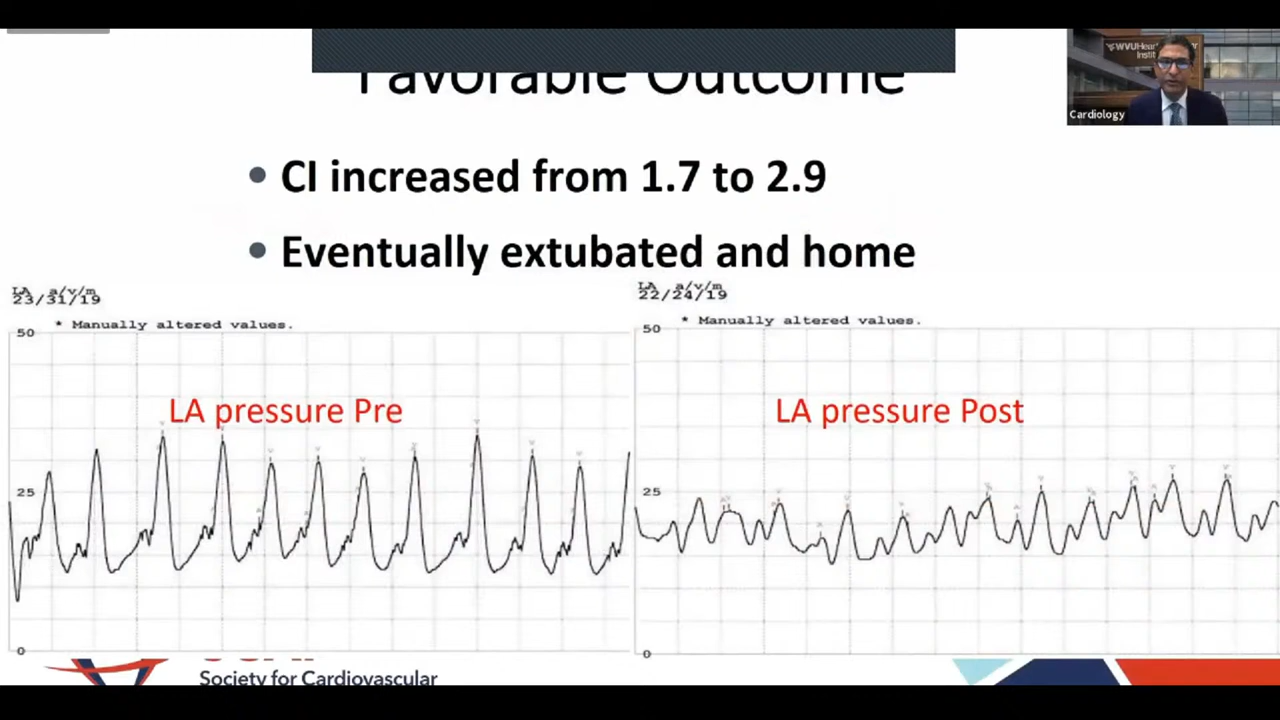 Favorable Outcome
WVUHeart
Instit
Cardiology
• CI increased from 1.7 to 2.9
• Eventually extubated and home
LA a/v/m
23/31/19
* Manually altered values.
50
LA pressure Pre
25
0
LA a/v/m
22/24/19
* Manually altered values.
50
LA pressure Post
25
0
Society for Cardiovascular